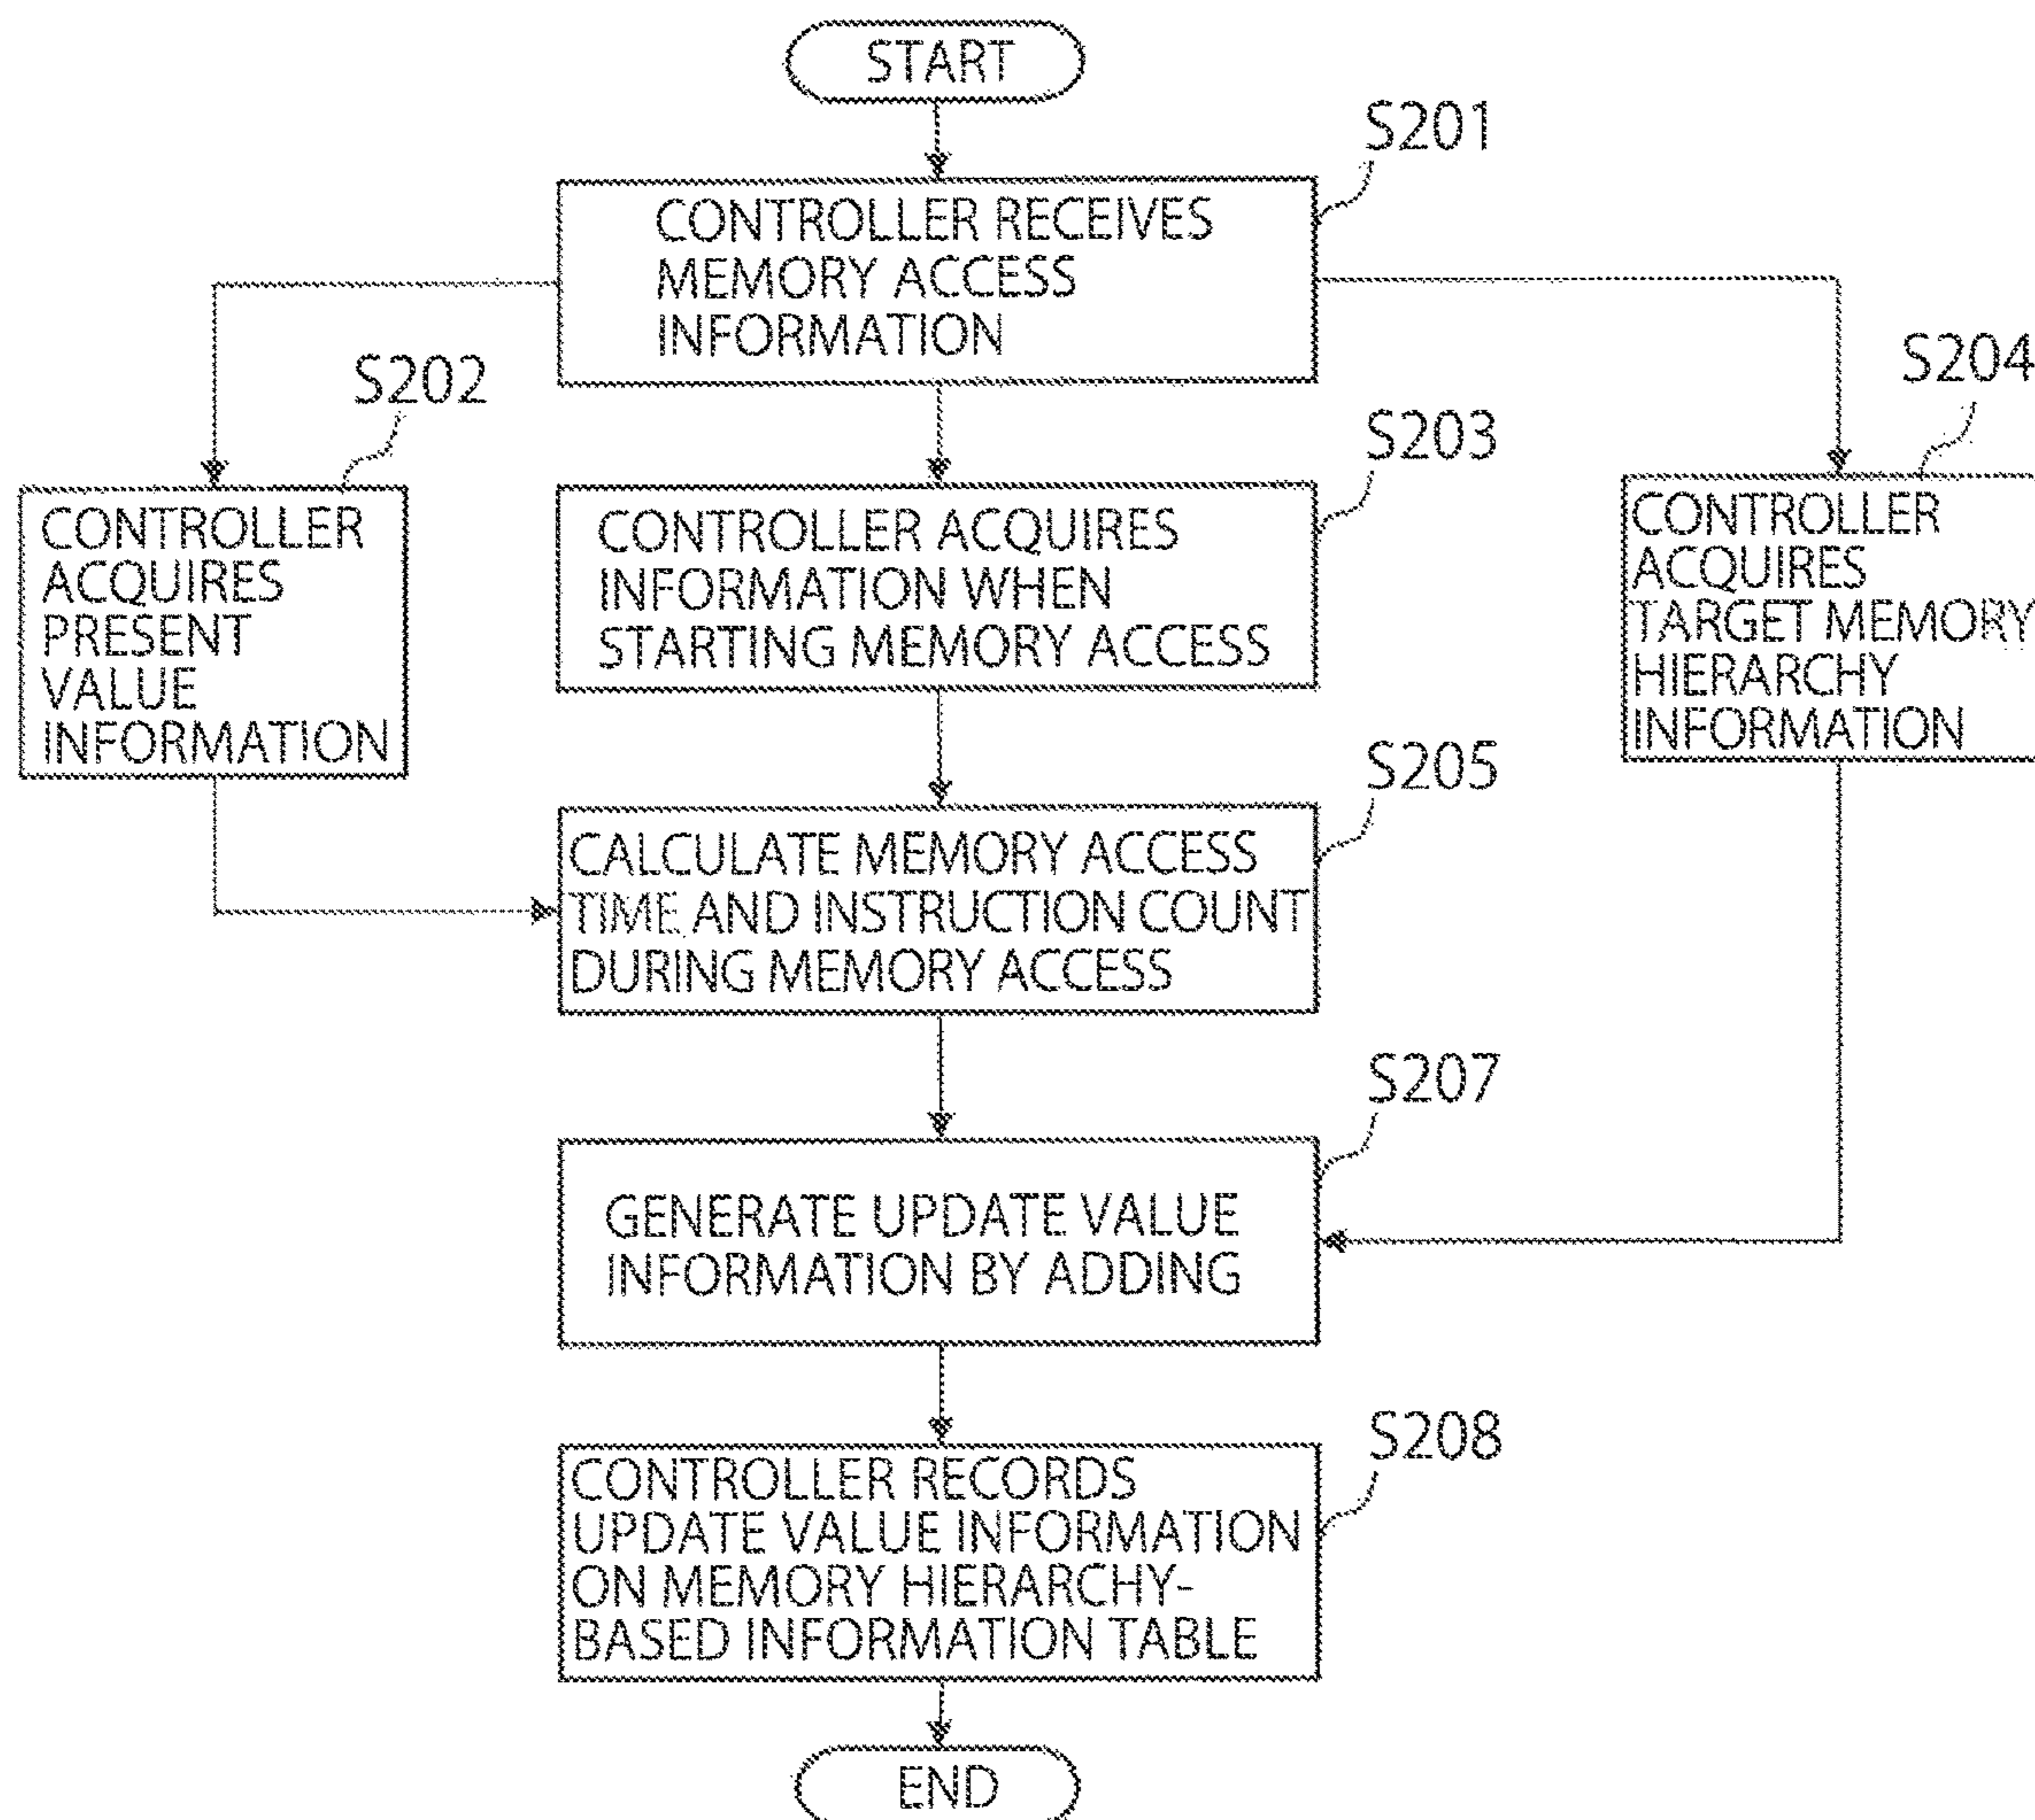 START
S201
CONTROLLER RECEIVES
MEMORY ACCESS
INFORMATION
S202
CONTROLLER
ACQUIRES
PRESENT
VALUE
INFORMATION
S203
CONTROLLER ACQUIRES
INFORMATION WHEN
STARTING MEMORY ACCESS
S204
CONTROLLER
ACQUIRES
TARGET MEMORY
HIERARCHY
INFORMATION
S205
CALCULATE MEMORY ACCESS
TIME AND INSTRUCTION COUNT
DURING MEMORY ACCESS
S207
GENERATE UPDATE VALUE
INFORMATION BY ADDING
S208
CONTROLLER RECORDS
UPDATE VALUE INFORMATION
ON MEMORY HIERARCHY-
BASED INFORMATION TABLE
END